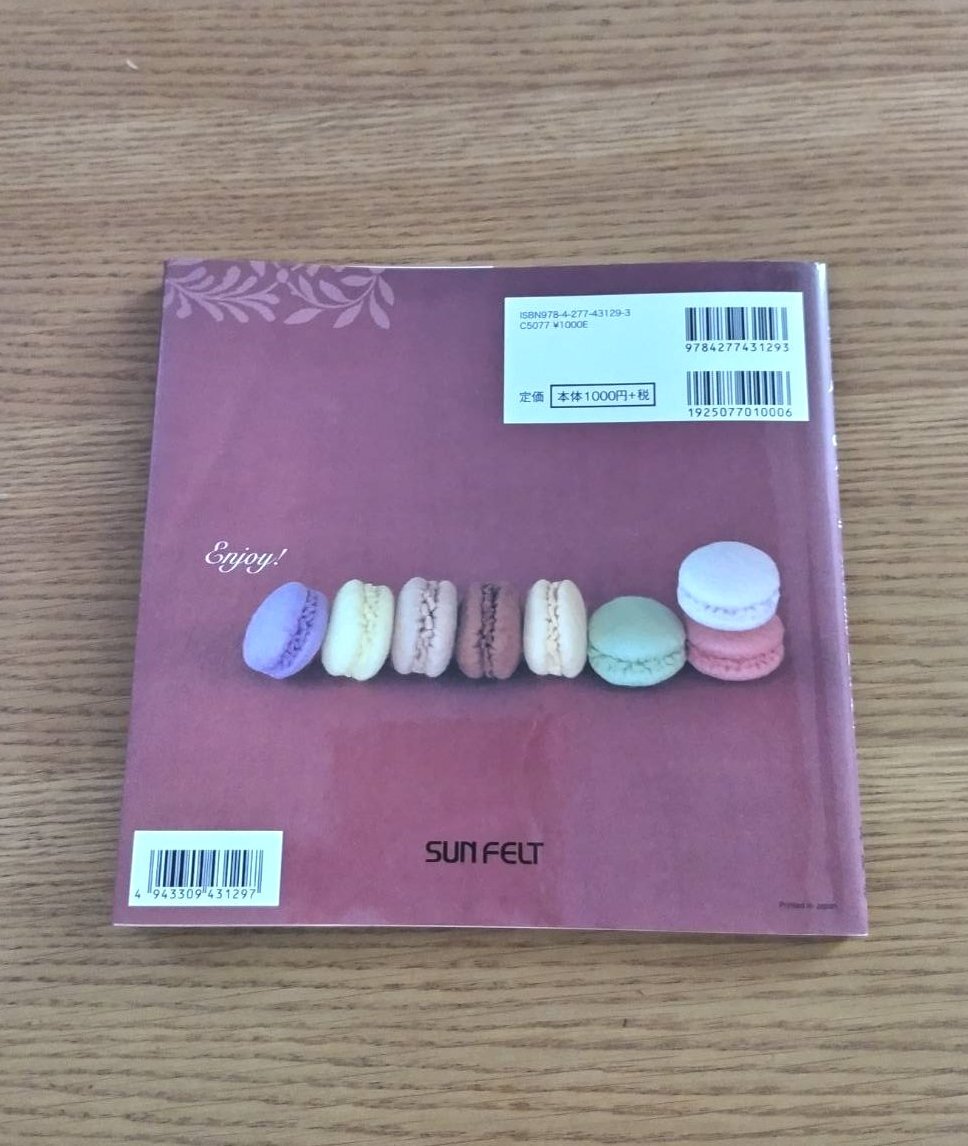 ISBN978-4-277-43129-3
C5077 ¥1000E
9784277431293
定価 本体1000円+税
1925077010006
Enjoy!
SUN FELT
4 943309 431297
Printed in Japan